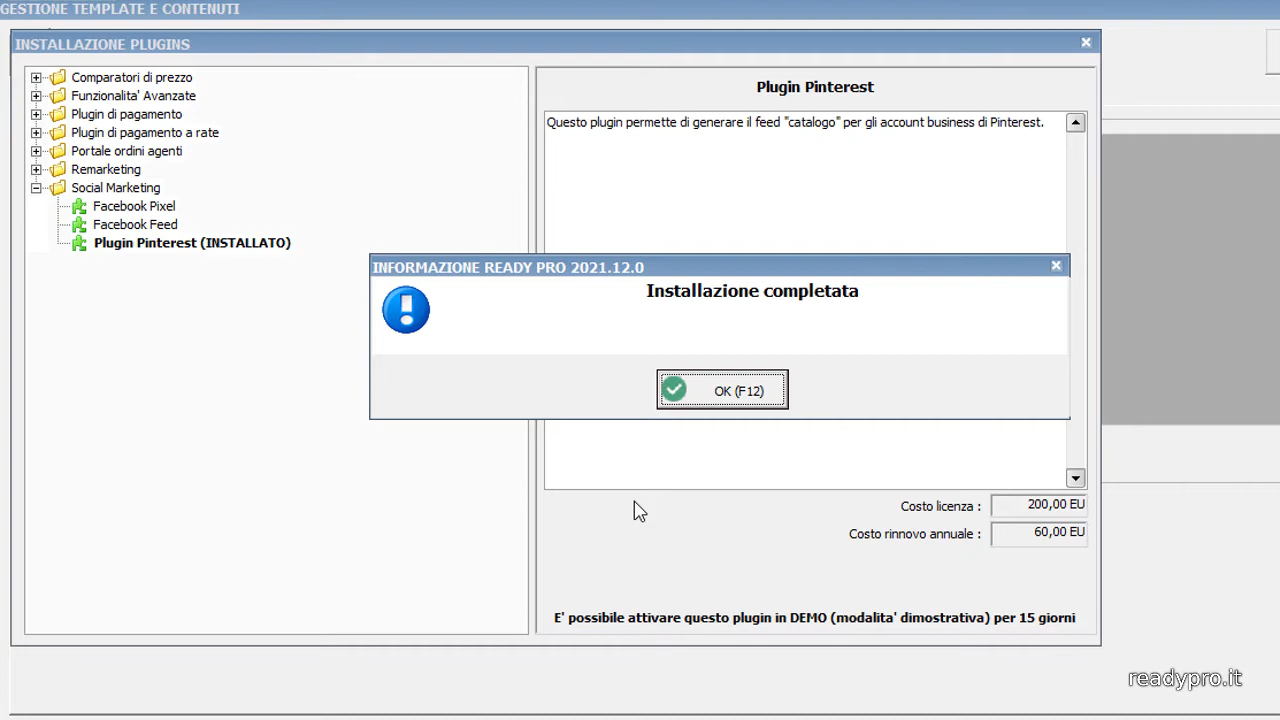 GESTIONE TEMPLATE E CONTENUTI
INSTALLAZIONE PLUGINS
Comparatori di prezzo
Funzionalita' Avanzate
Plugin di pagamento
Plugin di pagamento a rate
Portale ordini agenti
Remarketing
Social Marketing
Facebook Pixel
Facebook Feed
Plugin Pinterest (INSTALLATO)
Plugin Pinterest
Questo plugin permette di generare il feed "catalogo" per gli account business di Pinterest.
INFORMAZIONE READY PRO 2021.12.0
Installazione completata
OK (F12)
Costo licenza : 200,00 EU
Costo rinnovo annuale : 60,00 EU
E' possibile attivare questo plugin in DEMO (modalita' dimostrativa) per 15 giorni
readypro.it